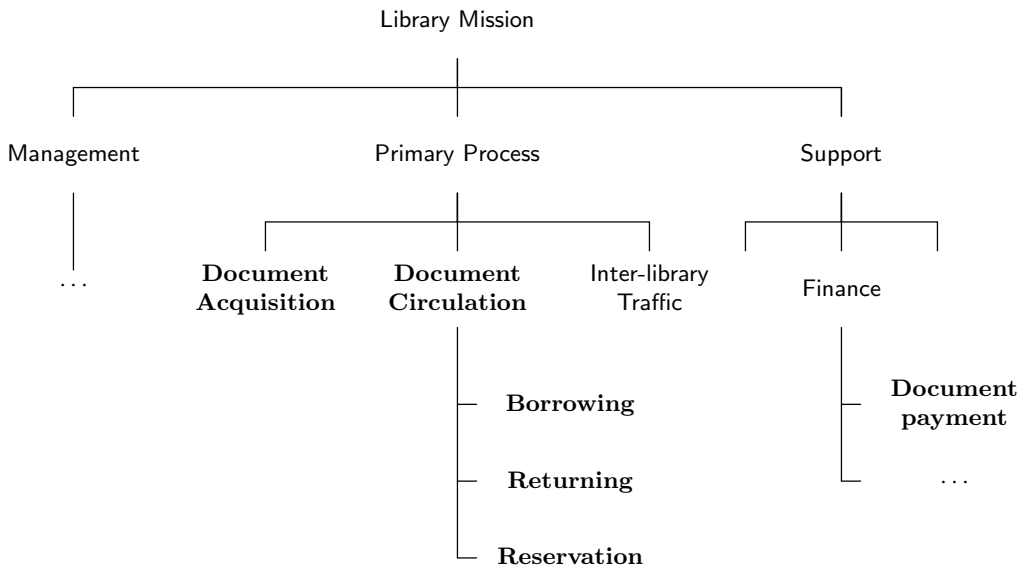 Library Mission
Management
Primary Process
Support
...
Document
Acquisition
Document
Circulation
Inter-library
Traffic
Finance
Borrowing
Document
payment
Returning
...
Reservation